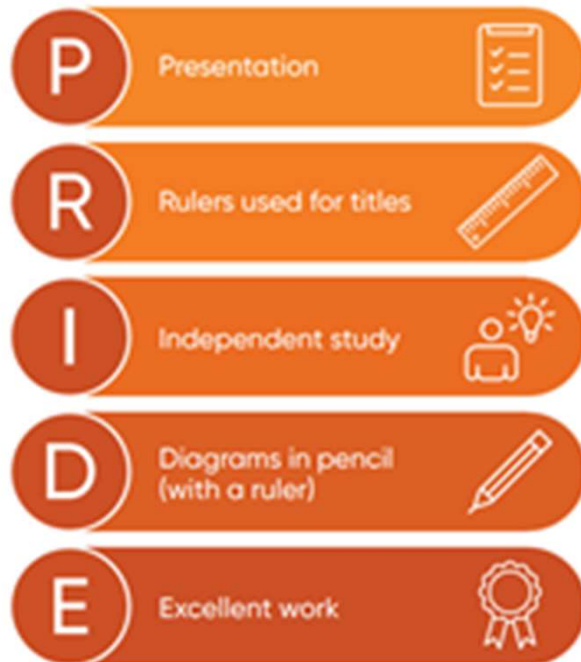 P
Presentation
R
Rulers used for titles
I
Independent study
D
Diagrams in pencil
(with a ruler)
E
Excellent work